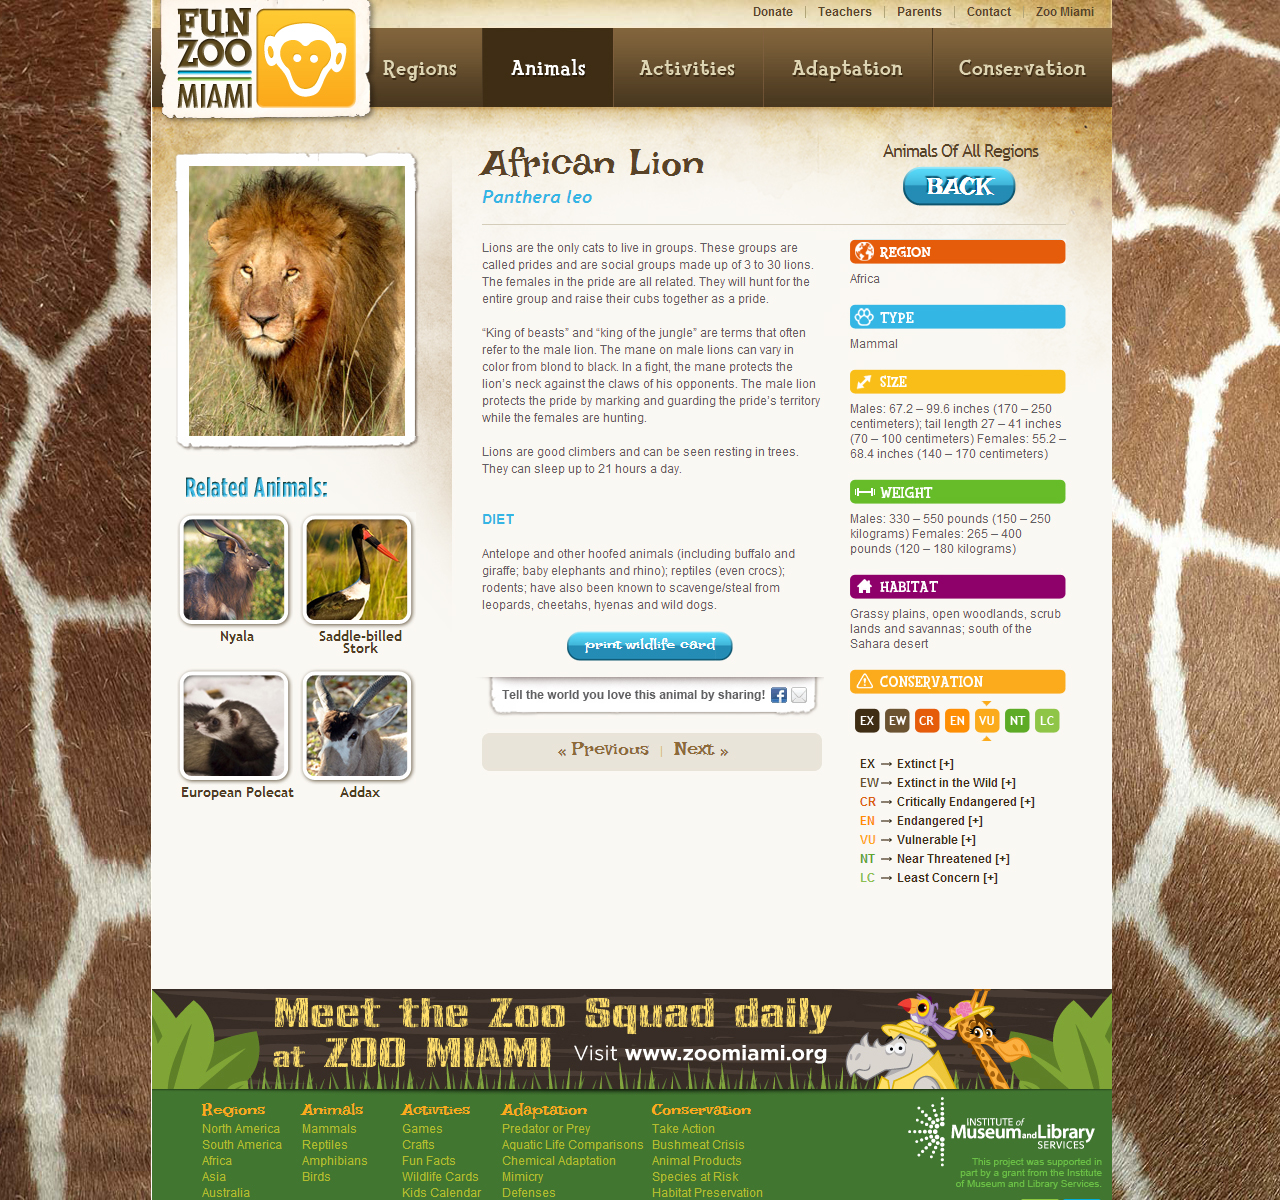 Donate Teachers Parents Contact Zoo Miami
FUN
ZOO
MIAMI
Regions Animals Activities Adaptation Conservation
African Lion
Panthera leo
Animals Of All Regions
BACK
Lions are the only cats to live in groups. These groups are
called prides and are social groups made up of 3 to 30 lions.
The females in the pride are all related. They will hunt for the
entire group and raise their cubs together as a pride.
“King of beasts” and “king of the jungle” are terms that often
refer to the male lion. The mane on male lions can vary in
color from blond to black. In a fight, the mane protects the
lion’s neck against the claws of his opponents. The male lion
protects the pride by marking and guarding the pride’s territory
while the females are hunting.
Lions are good climbers and can be seen resting in trees.
They can sleep up to 21 hours a day.
DIET
Antelope and other hoofed animals (including buffalo and
giraffe; baby elephants and rhino); reptiles (even crocs);
rodents; have also been known to scavenge/steal from
leopards, cheetahs, hyenas and wild dogs.
print wildlife card
Tell the world you love this animal by sharing!
« Previous | Next »
REGION
Africa
TYPE
Mammal
SIZE
Males: 67.2 – 99.6 inches (170 – 250
centimeters); tail length 27 – 41 inches
(70 – 100 centimeters) Females: 55.2 –
68.4 inches (140 – 170 centimeters)
WEIGHT
Males: 330 – 550 pounds (150 – 250
kilograms) Females: 265 – 400
pounds (120 – 180 kilograms)
HABITAT
Grassy plains, open woodlands, scrub
lands and savannas; south of the
Sahara desert
CONSERVATION
EX EW CR EN VU NT LC
EX → Extinct [+]
EW → Extinct in the Wild [+]
CR → Critically Endangered [+]
EN → Endangered [+]
VU → Vulnerable [+]
NT → Near Threatened [+]
LC → Least Concern [+]
Related Animals:
Nyala
Saddle-billed
Stork
European Polecat
Addax
Meet the Zoo Squad daily
at ZOO MIAMI Visit www.zoomiami.org
Regions
North America
South America
Africa
Asia
Australia
Animals
Mammals
Reptiles
Amphibians
Birds
Activities
Games
Crafts
Fun Facts
Wildlife Cards
Kids Calendar
Adaptation
Predator or Prey
Aquatic Life Comparisons
Chemical Adaptation
Mimicry
Defenses
Conservation
Take Action
Bushmeat Crisis
Animal Products
Species at Risk
Habitat Preservation
INSTITUTE of
Museum and Library
SERVICES
This project was supported in
part by a grant from the Institute
of Museum and Library Services.